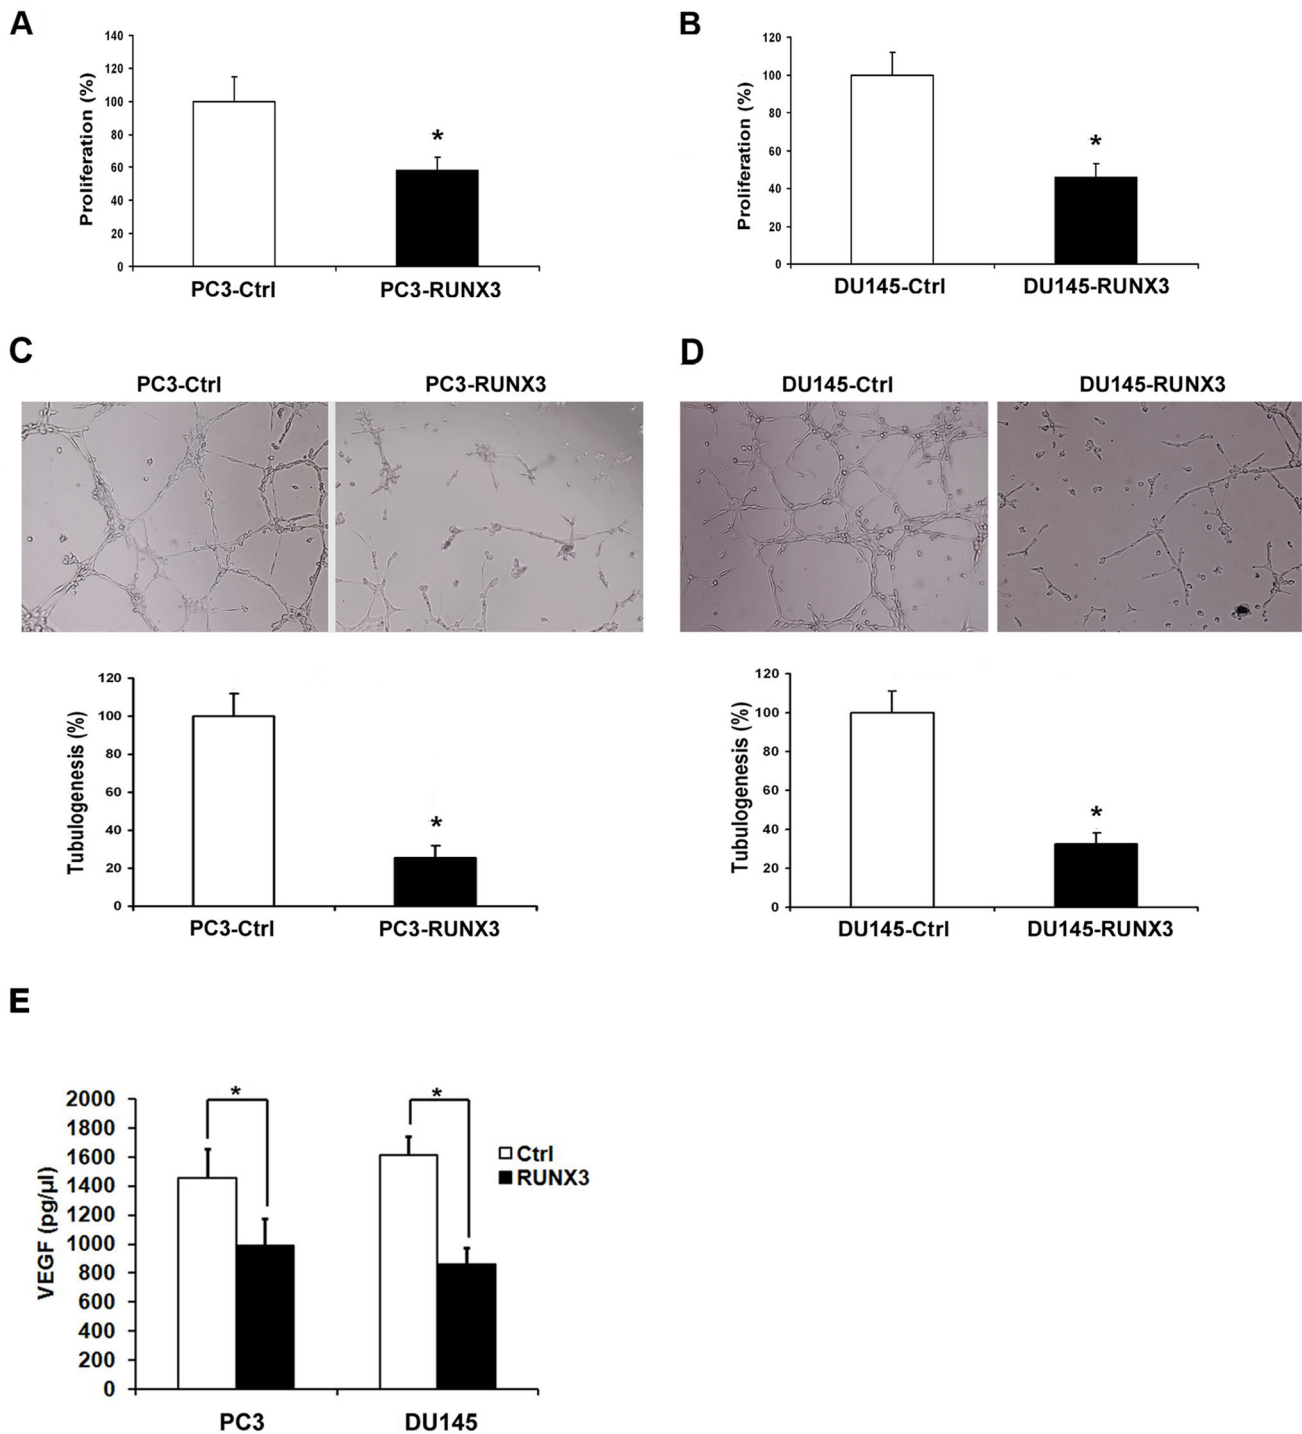 A
140
120
100
80
60
40
20
0
Proliferation (%)
*
PC3-Ctrl PC3-RUNX3
B
120
100
80
60
40
20
0
Proliferation (%)
*
DU145-Ctrl DU145-RUNX3
C
PC3-Ctrl PC3-RUNX3
120
100
80
60
40
20
0
Tubulogenesis (%)
*
PC3-Ctrl PC3-RUNX3
D
DU145-Ctrl DU145-RUNX3
120
100
80
60
40
20
0
Tubulogenesis (%)
*
DU145-Ctrl DU145-RUNX3
E
2000
1800
1600
1400
1200
1000
800
600
400
200
0
VEGF (pg/µl)
* *
Ctrl
RUNX3
PC3 DU145